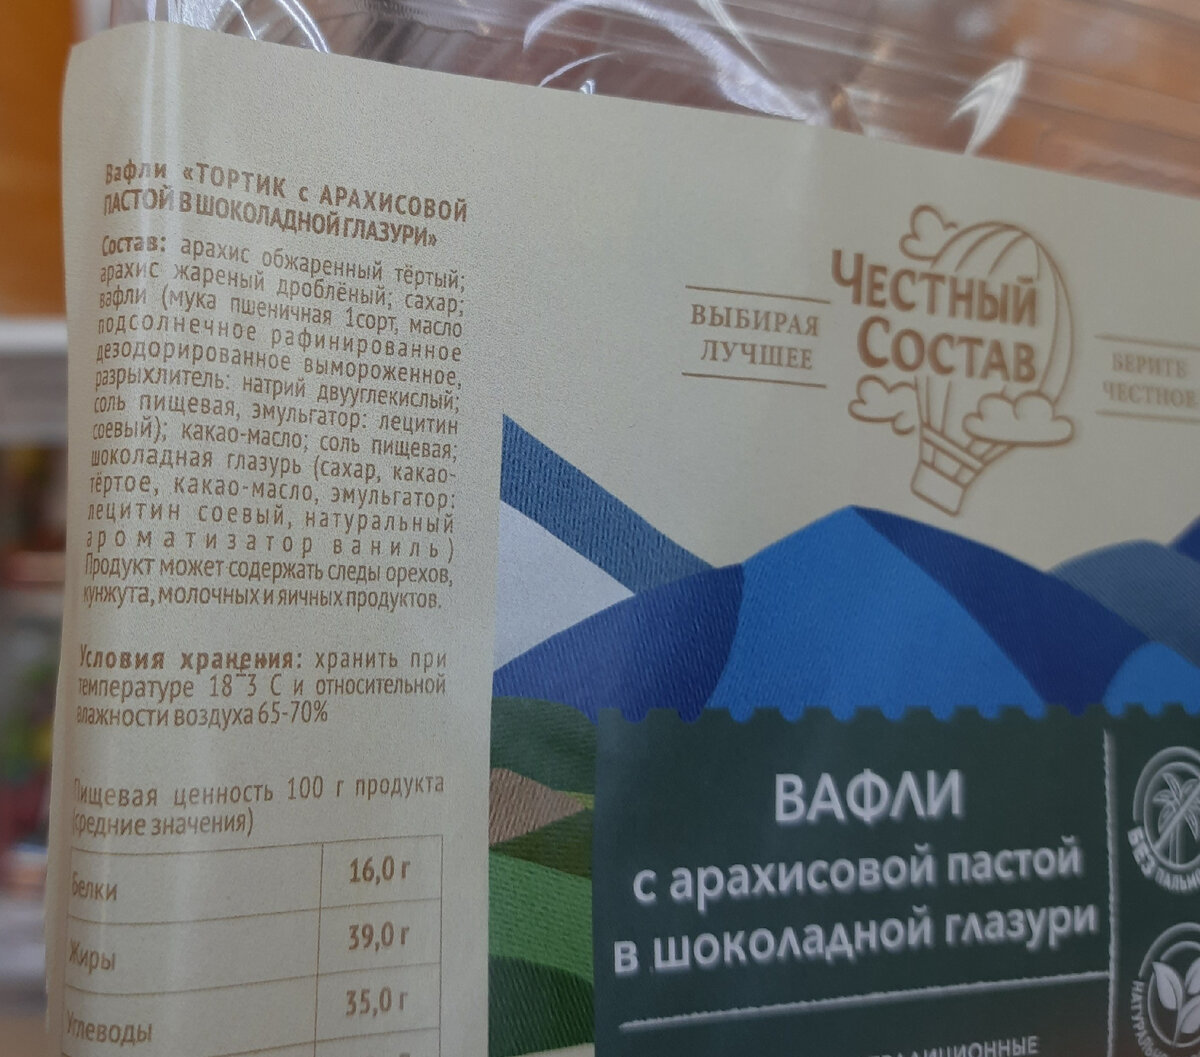 Вафли «ТОРТИК с АРАХИСОВОЙ
ПАСТОЙ В ШОКОЛАДНОЙ ГЛАЗУРИ»
Состав: арахис обжаренный тёртый;
арахис жареный дроблёный; сахар;
вафли (мука пшеничная 1сорт, масло
подсолнечное рафинированное
дезодорированное вымороженное,
разрыхлитель: натрий двууглекислый;
соль пищевая, эмульгатор: лецитин
соевый); какао-масло; соль пищевая;
шоколадная глазурь (сахар, какао-
тёртое, какао-масло, эмульгатор:
лецитин соевый, натуральный
ароматизатор ваниль)
Продукт может содержать следы орехов,
кунжута, молочных и яичных продуктов.
Условия хранения: хранить при
температуре 18±3 С и относительной
влажности воздуха 65-70%
Пищевая ценность 100 г продукта
(средние значения)
Белки 16,0 г
Жиры 39,0 г
Углеводы 35,0 г
ВЫБИРАЯ
ЛУЧШЕЕ
ЧЕСТНЫЙ
СОСТАВ
БЕРИТЕ
ЧЕСТНОЕ
ВАФЛИ
с арахисовой пастой
в шоколадной глазури
БЕЗ